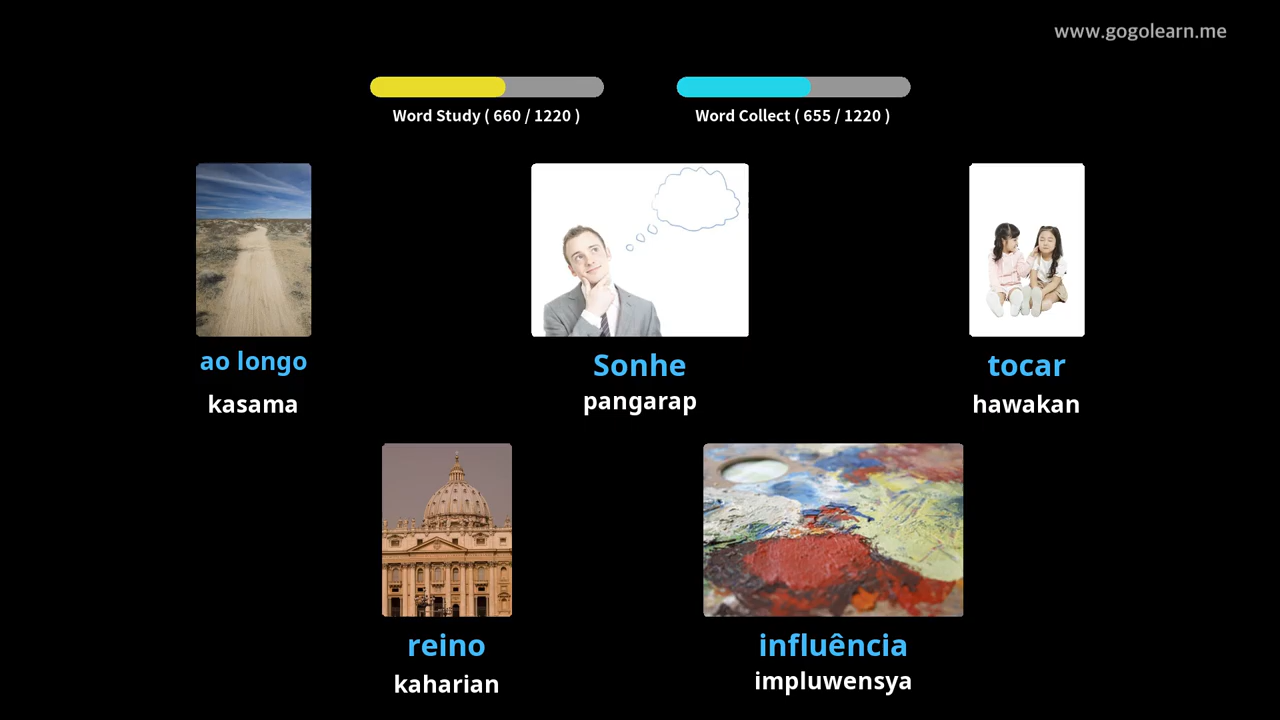 www.gogolearn.me
Word Study ( 660 / 1220 )
Word Collect ( 655 / 1220 )
ao longo
kasama
Sonhe
pangarap
tocar
hawakan
reino
kaharian
influência
impluwensya